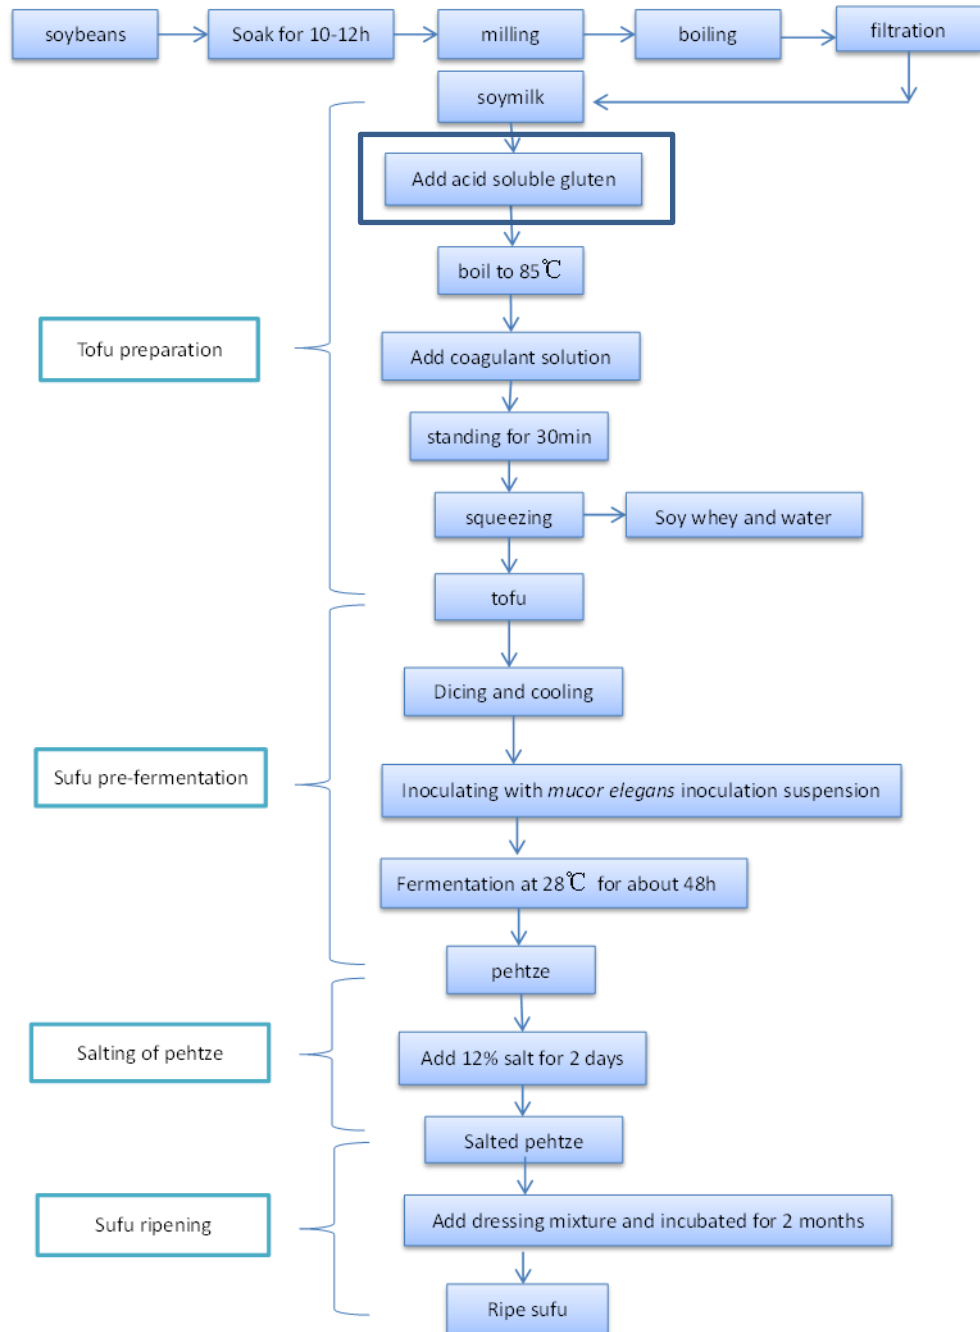 soybeans
Soak for 10-12h
milling
boiling
filtration
soymilk
Add acid soluble gluten
boil to 85℃
Tofu preparation
Add coagulant solution
standing for 30min
squeezing
Soy whey and water
tofu
Dicing and cooling
Sufu pre-fermentation
Inoculating with mucor elegans inoculation suspension
Fermentation at 28℃ for about 48h
pehtze
Salting of pehtze
Add 12% salt for 2 days
Salted pehtze
Sufu ripening
Add dressing mixture and incubated for 2 months
Ripe sufu